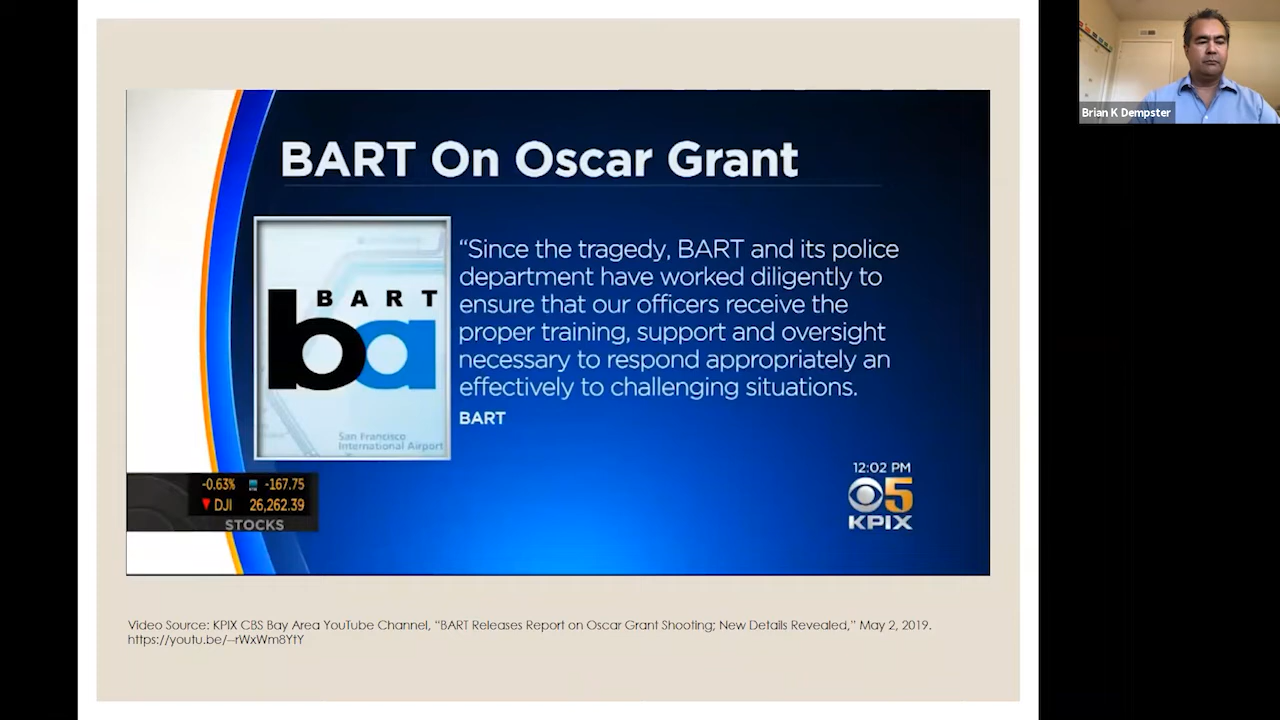 BART On Oscar Grant
BART
ba
San Francisco
International Airport
“Since the tragedy, BART and its police
department have worked diligently to
ensure that our officers receive the
proper training, support and oversight
necessary to respond appropriately an
effectively to challenging situations.
BART
-0.63% -167.75
DJI 26,262.39
STOCKS
12:02 PM
5
KPIX
Video Source: KPIX CBS Bay Area YouTube Channel, “BART Releases Report on Oscar Grant Shooting; New Details Revealed,” May 2, 2019.
https://youtu.be/--rWxWm8YtY
Brian K Dempster